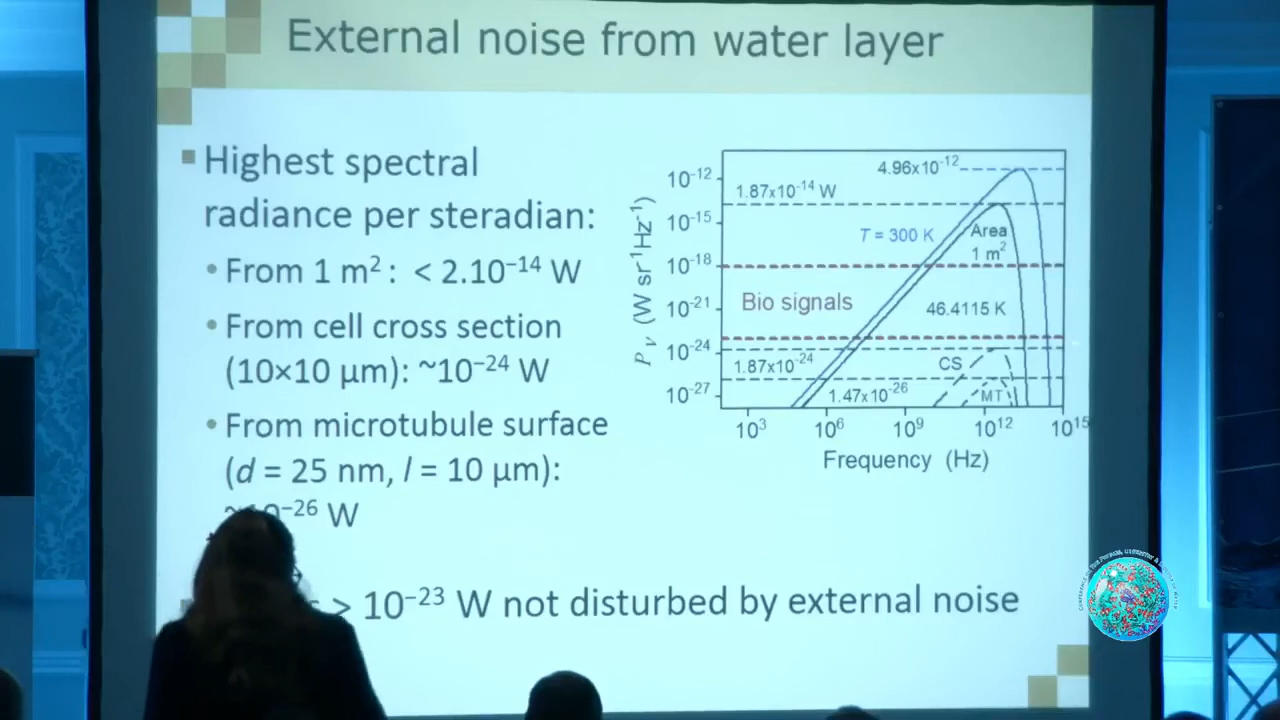 External noise from water layer
Highest spectral
radiance per steradian:
From 1 m² : < 2.10⁻¹⁴ W
From cell cross section
(10×10 μm): ~10⁻²⁴ W
From microtubule surface
(d = 25 nm, l = 10 μm):
⁻²⁶ W
> 10⁻²³ W not disturbed by external noise
P_ν (W sr⁻¹Hz⁻¹)
10⁻¹²
10⁻¹⁵
10⁻¹⁸
10⁻²¹
10⁻²⁴
10⁻²⁷
4.96x10⁻¹²
1.87x10⁻¹⁴ W
T = 300 K
Area
1 m²
Bio signals
46.4115 K
1.87x10⁻²⁴
CS
1.47x10⁻²⁶
MT
10³ 10⁶ 10⁹ 10¹² 10¹⁵
Frequency (Hz)